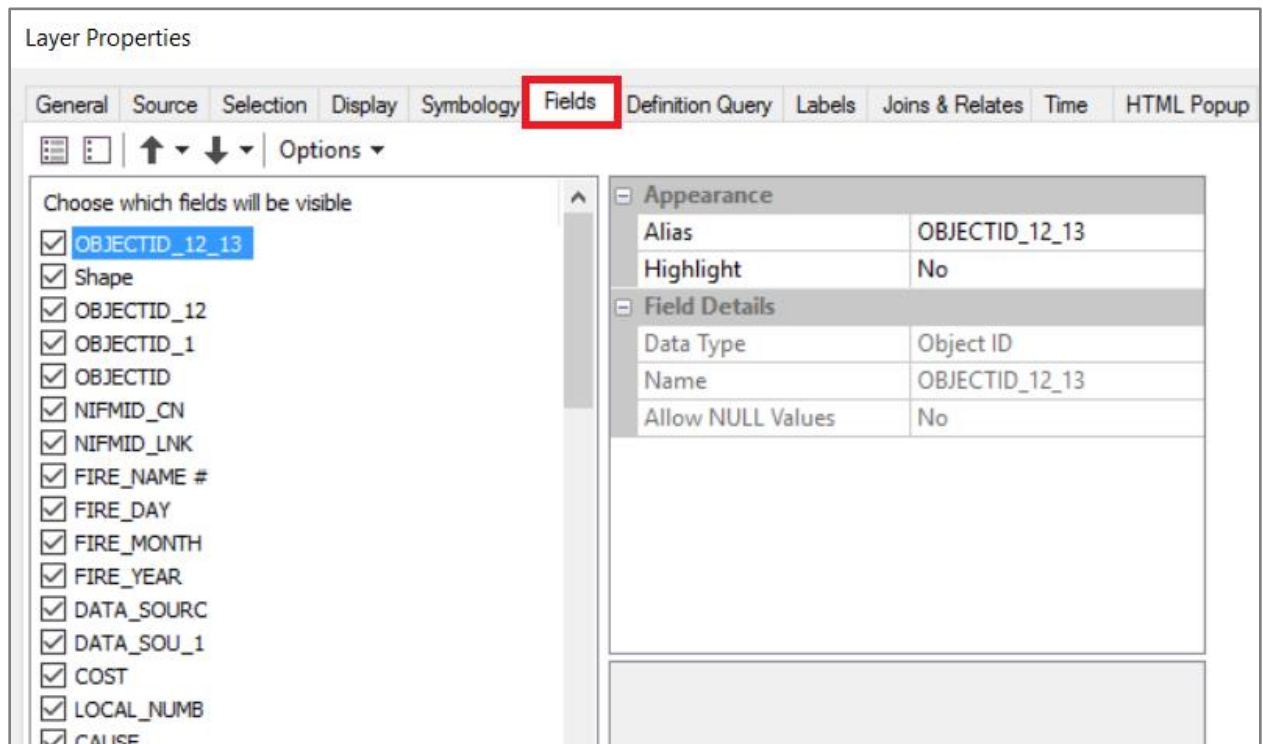 Layer Properties
General Source Selection Display Symbology Fields Definition Query Labels Joins & Relates Time HTML Popup
Options
Choose which fields will be visible
OBJECTID_12_13
Shape
OBJECTID_12
OBJECTID_1
OBJECTID
NIFMID_CN
NIFMID_LNK
FIRE_NAME #
FIRE_DAY
FIRE_MONTH
FIRE_YEAR
DATA_SOURC
DATA_SOU_1
COST
LOCAL_NUMB
CAUSE
Appearance
Alias OBJECTID_12_13
Highlight No
Field Details
Data Type Object ID
Name OBJECTID_12_13
Allow NULL Values No